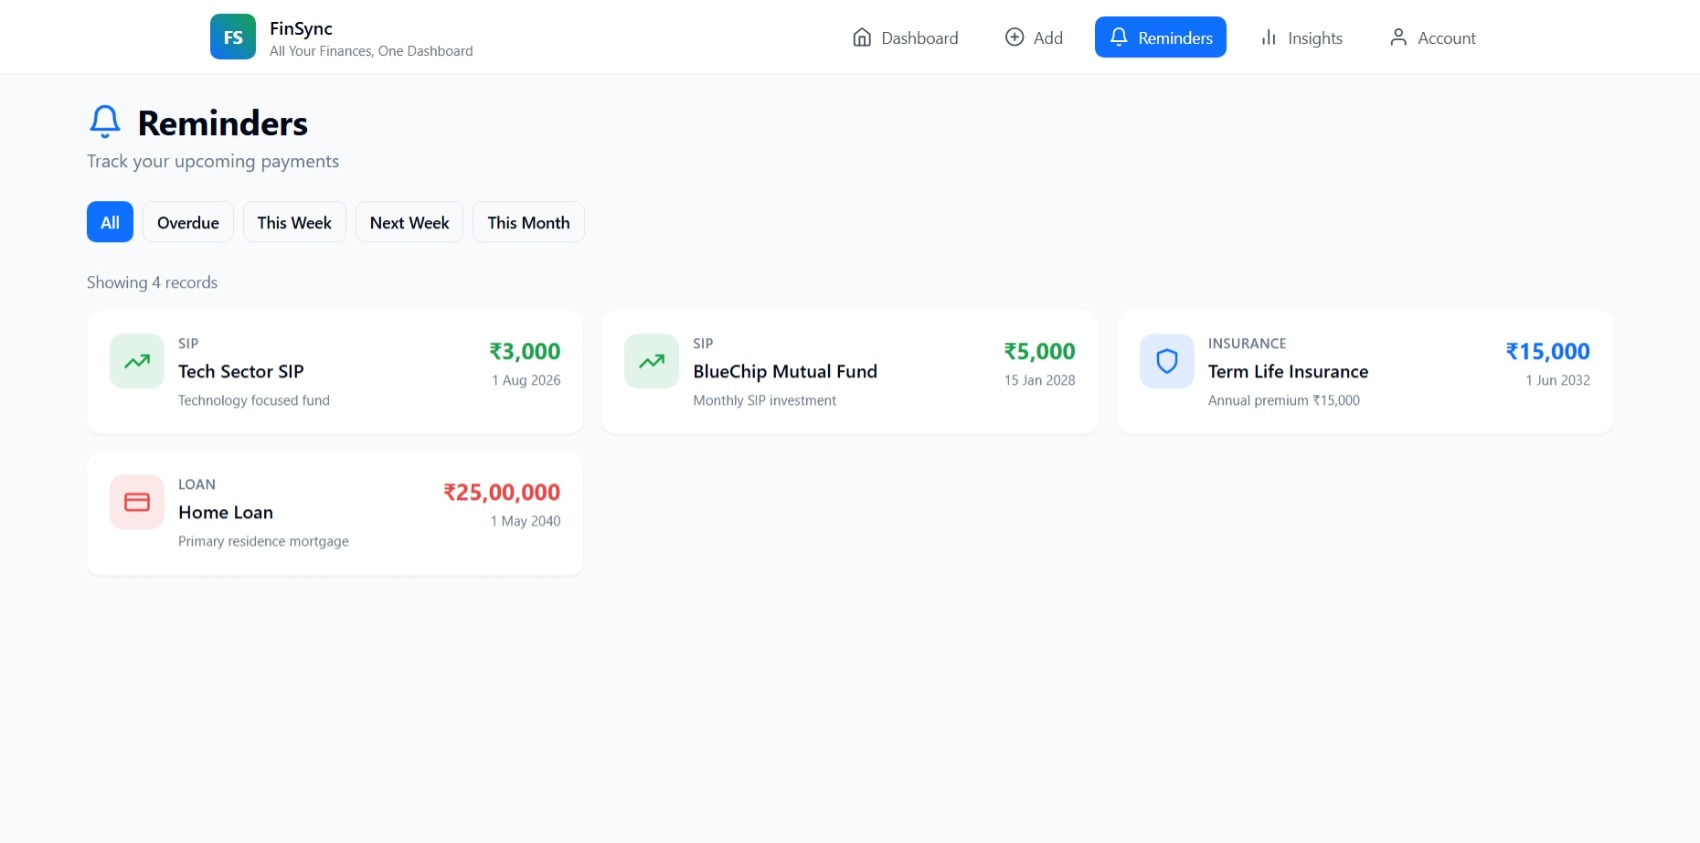 FS
FinSync
All Your Finances, One Dashboard
Dashboard
Add
Reminders
Insights
Account
Reminders
Track your upcoming payments
All
Overdue
This Week
Next Week
This Month
Showing 4 records
SIP
Tech Sector SIP
Technology focused fund
₹3,000
1 Aug 2026
SIP
BlueChip Mutual Fund
Monthly SIP investment
₹5,000
15 Jan 2028
INSURANCE
Term Life Insurance
Annual premium ₹15,000
₹15,000
1 Jun 2032
LOAN
Home Loan
Primary residence mortgage
₹25,00,000
1 May 2040